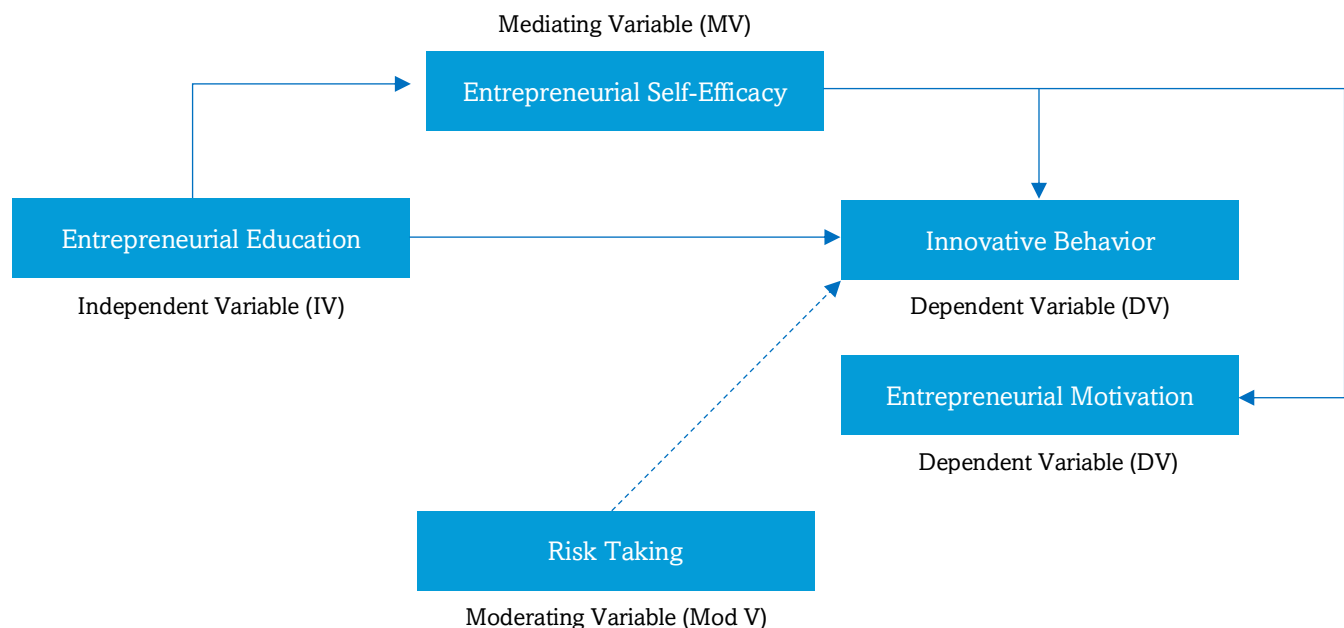 Mediating Variable (MV)
Entrepreneurial Self-Efficacy
Entrepreneurial Education
Independent Variable (IV)
Innovative Behavior
Dependent Variable (DV)
Entrepreneurial Motivation
Dependent Variable (DV)
Risk Taking
Moderating Variable (Mod V)